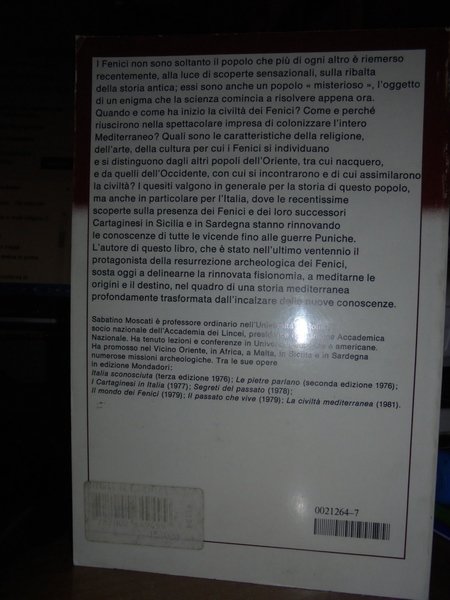 I Fenici non sono soltanto il popolo che più di ogni altro è riemerso
recentemente, alla luce di scoperte sensazionali, sulla ribalta
della storia antica; essi sono anche un popolo « misterioso », l'oggetto
di un enigma che la scienza comincia a risolvere appena ora.
Quando e come ha inizio la civiltà dei Fenici? Come e perché
riuscirono nella spettacolare impresa di colonizzare l'intero
Mediterraneo? Quali sono le caratteristiche della religione,
dell'arte, della cultura per cui i Fenici si individuano
e si distinguono dagli altri popoli dell'Oriente, tra cui nacquero,
e da quelli dell'Occidente, con cui si incontrarono e di cui assimilarono
la civiltà? I quesiti valgono in generale per la storia di questo popolo,
ma anche in particolare per l'Italia, dove le recentissime
scoperte sulla presenza dei Fenici e dei loro successori
Cartaginesi in Sicilia e in Sardegna stanno rinnovando
le conoscenze di tutte le vicende fino alle guerre Puniche.
L'autore di questo libro, che è stato nell'ultimo ventennio il
protagonista della resurrezione archeologica dei Fenici,
sosta oggi a delinearne la rinnovata fisionomia, a meditarne le
origini e il destino, nel quadro di una storia mediterranea
profondamente trasformata dall'incalzare delle nuove conoscenze.
Sabatino Moscati è professore ordinario nell'Università di
socio nazionale dell'Accademia dei Lincei, Accademica
Nazionale. Ha tenuto lezioni e conferenze in e americane.
Ha promosso nel Vicino Oriente, in Africa, a Malta, in Sicilia e in Sardegna
numerose missioni archeologiche. Tra le sue opere
in edizione Mondadori:
Italia sconosciuta (terza edizione 1976); Le pietre parlano (seconda edizione 1976);
I Cartaginesi in Italia (1977); Segreti del passato (1978);
Il mondo dei Fenici (1979); Il passato che vive (1979); La civiltà mediterranea (1981).
0021264-7